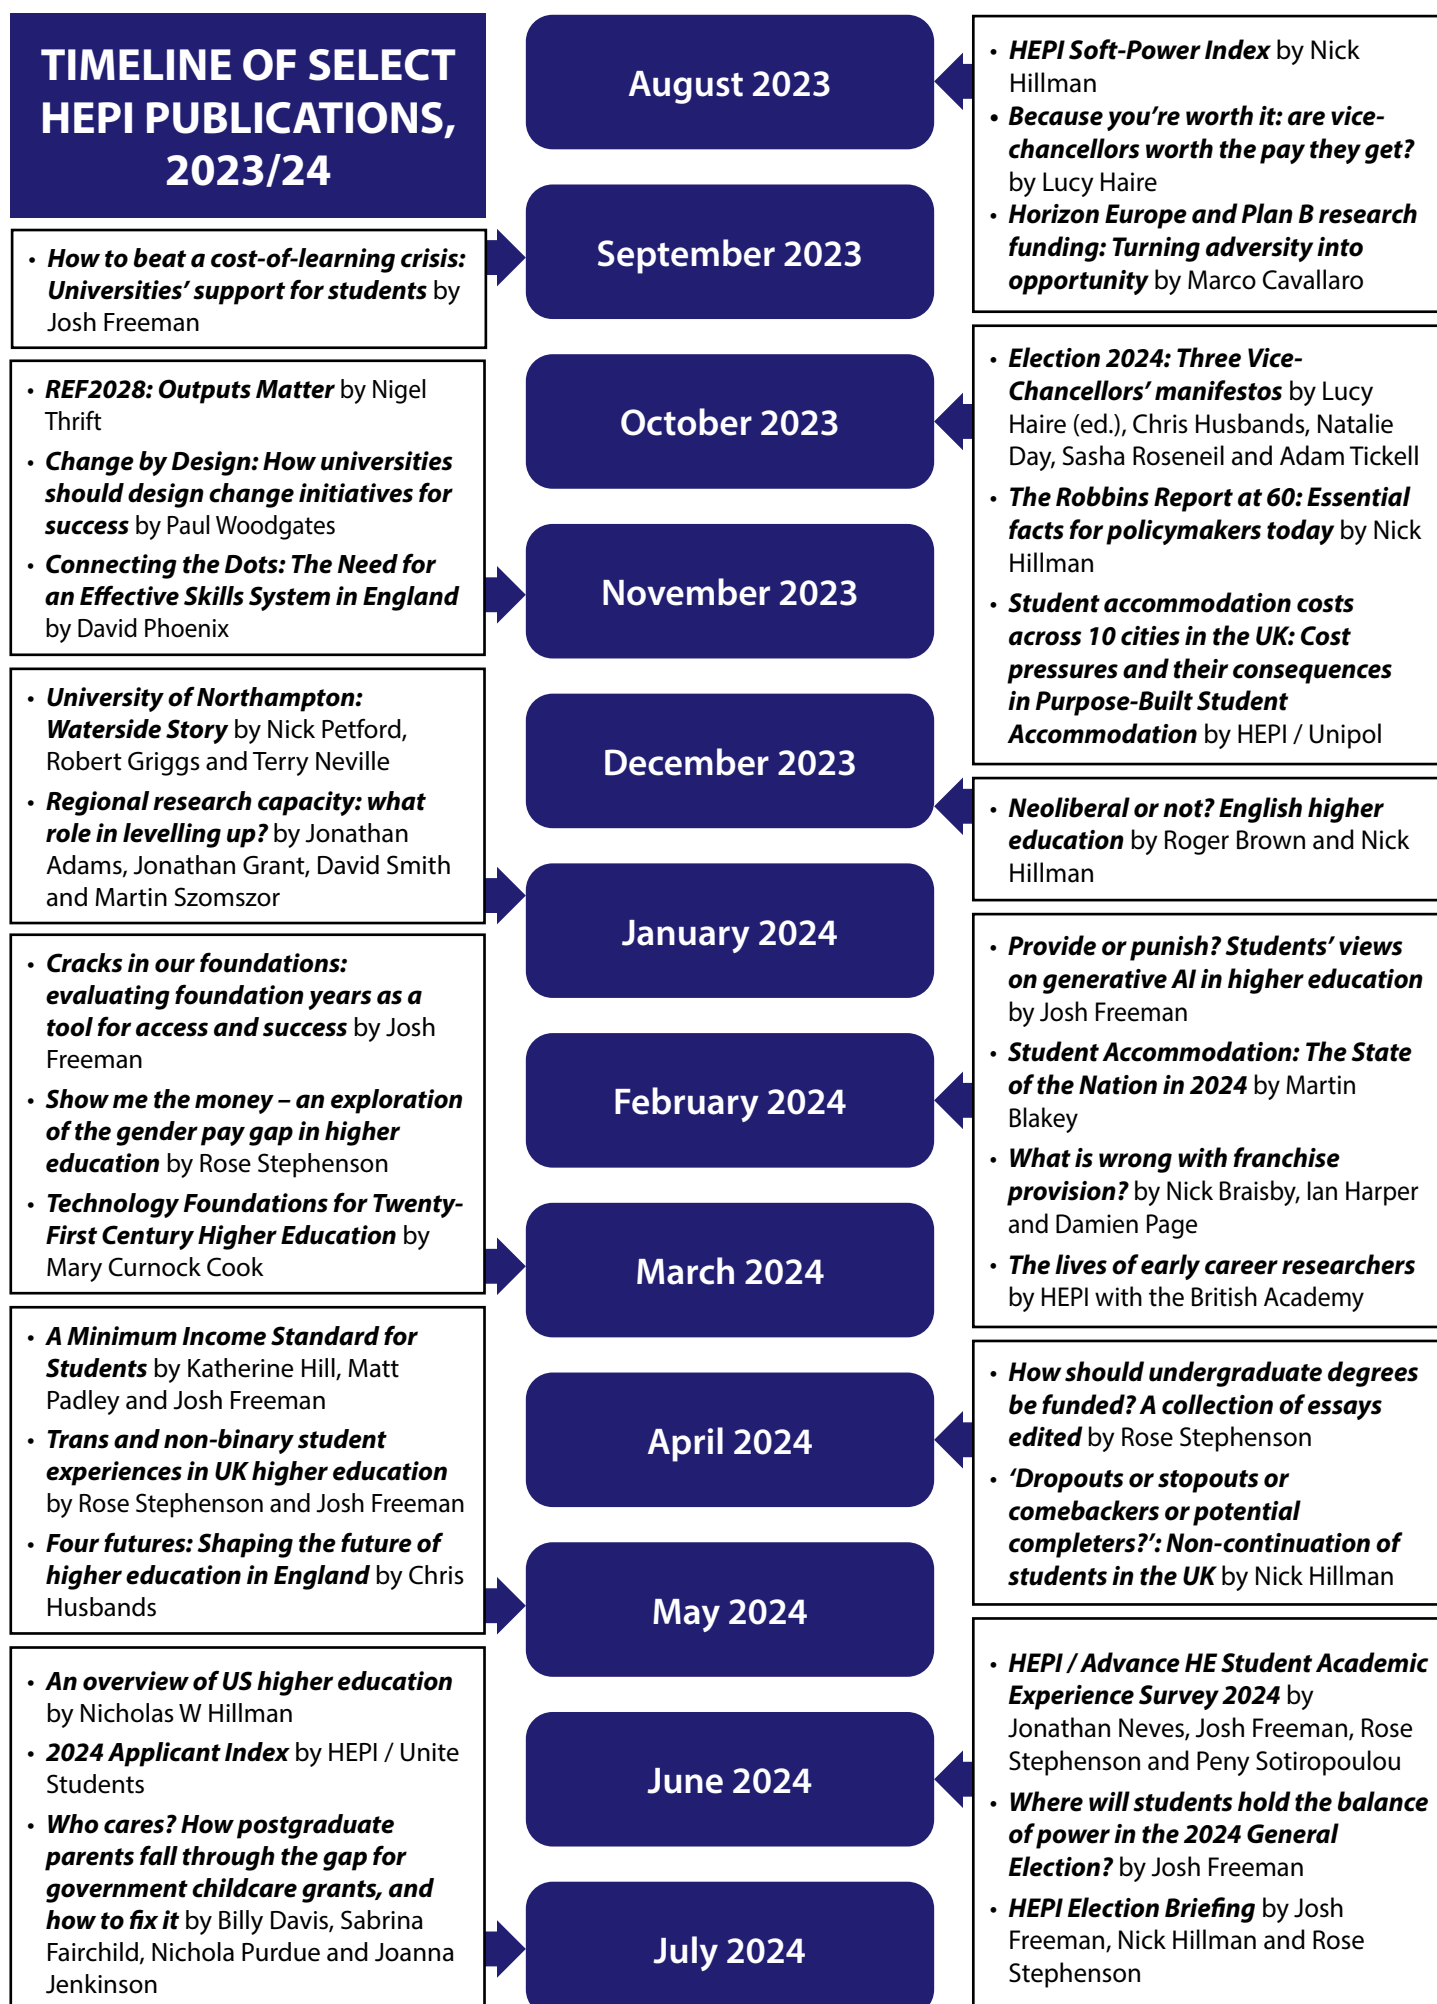 TIMELINE OF SELECT
HEPI PUBLICATIONS,
2023/24
August 2023
• HEPI Soft-Power Index by Nick
Hillman
• Because you’re worth it: are vice-
chancellors worth the pay they get?
by Lucy Haire
• Horizon Europe and Plan B research
funding: Turning adversity into
opportunity by Marco Cavallaro
September 2023
• How to beat a cost-of-learning crisis:
Universities’ support for students by
Josh Freeman
October 2023
• Election 2024: Three Vice-
Chancellors’ manifestos by Lucy
Haire (ed.), Chris Husbands, Natalie
Day, Sasha Roseneil and Adam Tickell
• The Robbins Report at 60: Essential
facts for policymakers today by Nick
Hillman
• Student accommodation costs
across 10 cities in the UK: Cost
pressures and their consequences
in Purpose-Built Student
Accommodation by HEPI / Unipol
November 2023
• REF2028: Outputs Matter by Nigel
Thrift
• Change by Design: How universities
should design change initiatives for
success by Paul Woodgates
• Connecting the Dots: The Need for
an Effective Skills System in England
by David Phoenix
December 2023
• Neoliberal or not? English higher
education by Roger Brown and Nick
Hillman
January 2024
• University of Northampton:
Waterside Story by Nick Petford,
Robert Griggs and Terry Neville
• Regional research capacity: what
role in levelling up? by Jonathan
Adams, Jonathan Grant, David Smith
and Martin Szomszor
February 2024
• Provide or punish? Students’ views
on generative AI in higher education
by Josh Freeman
• Student Accommodation: The State
of the Nation in 2024 by Martin
Blakey
• What is wrong with franchise
provision? by Nick Braisby, Ian Harper
and Damien Page
• The lives of early career researchers
by HEPI with the British Academy
March 2024
• Cracks in our foundations:
evaluating foundation years as a
tool for access and success by Josh
Freeman
• Show me the money – an exploration
of the gender pay gap in higher
education by Rose Stephenson
• Technology Foundations for Twenty-
First Century Higher Education by
Mary Curnock Cook
April 2024
• How should undergraduate degrees
be funded? A collection of essays
edited by Rose Stephenson
• ‘Dropouts or stopouts or
comebackers or potential
completers?’: Non-continuation of
students in the UK by Nick Hillman
May 2024
• A Minimum Income Standard for
Students by Katherine Hill, Matt
Padley and Josh Freeman
• Trans and non-binary student
experiences in UK higher education
by Rose Stephenson and Josh Freeman
• Four futures: Shaping the future of
higher education in England by Chris
Husbands
June 2024
• HEPI / Advance HE Student Academic
Experience Survey 2024 by
Jonathan Neves, Josh Freeman, Rose
Stephenson and Peny Sotiropoulou
• Where will students hold the balance
of power in the 2024 General
Election? by Josh Freeman
• HEPI Election Briefing by Josh
Freeman, Nick Hillman and Rose
Stephenson
July 2024
• An overview of US higher education
by Nicholas W Hillman
• 2024 Applicant Index by HEPI / Unite
Students
• Who cares? How postgraduate
parents fall through the gap for
government childcare grants, and
how to fix it by Billy Davis, Sabrina
Fairchild, Nichola Purdue and Joanna
Jenkinson